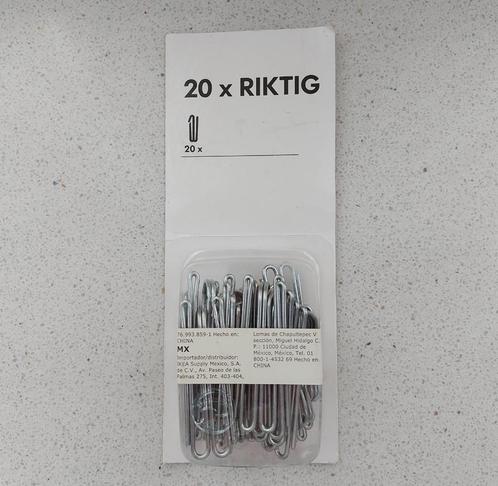 20 x RIKTIG
20 x
76.993.859-1 Hecho en:
CHINA
MX
Importador/distribuidor:
IKEA Supply Mexico, S.A.
de C.V., Av. Paseo de las
Palmas 275, Int. 403-404,
Lomas de Chapultepec V
sección, Miguel Hidalgo C.
P.: 11000 Ciudad de
México, México, Tel. 01
800-1-4532 69 Hecho en:
CHINA